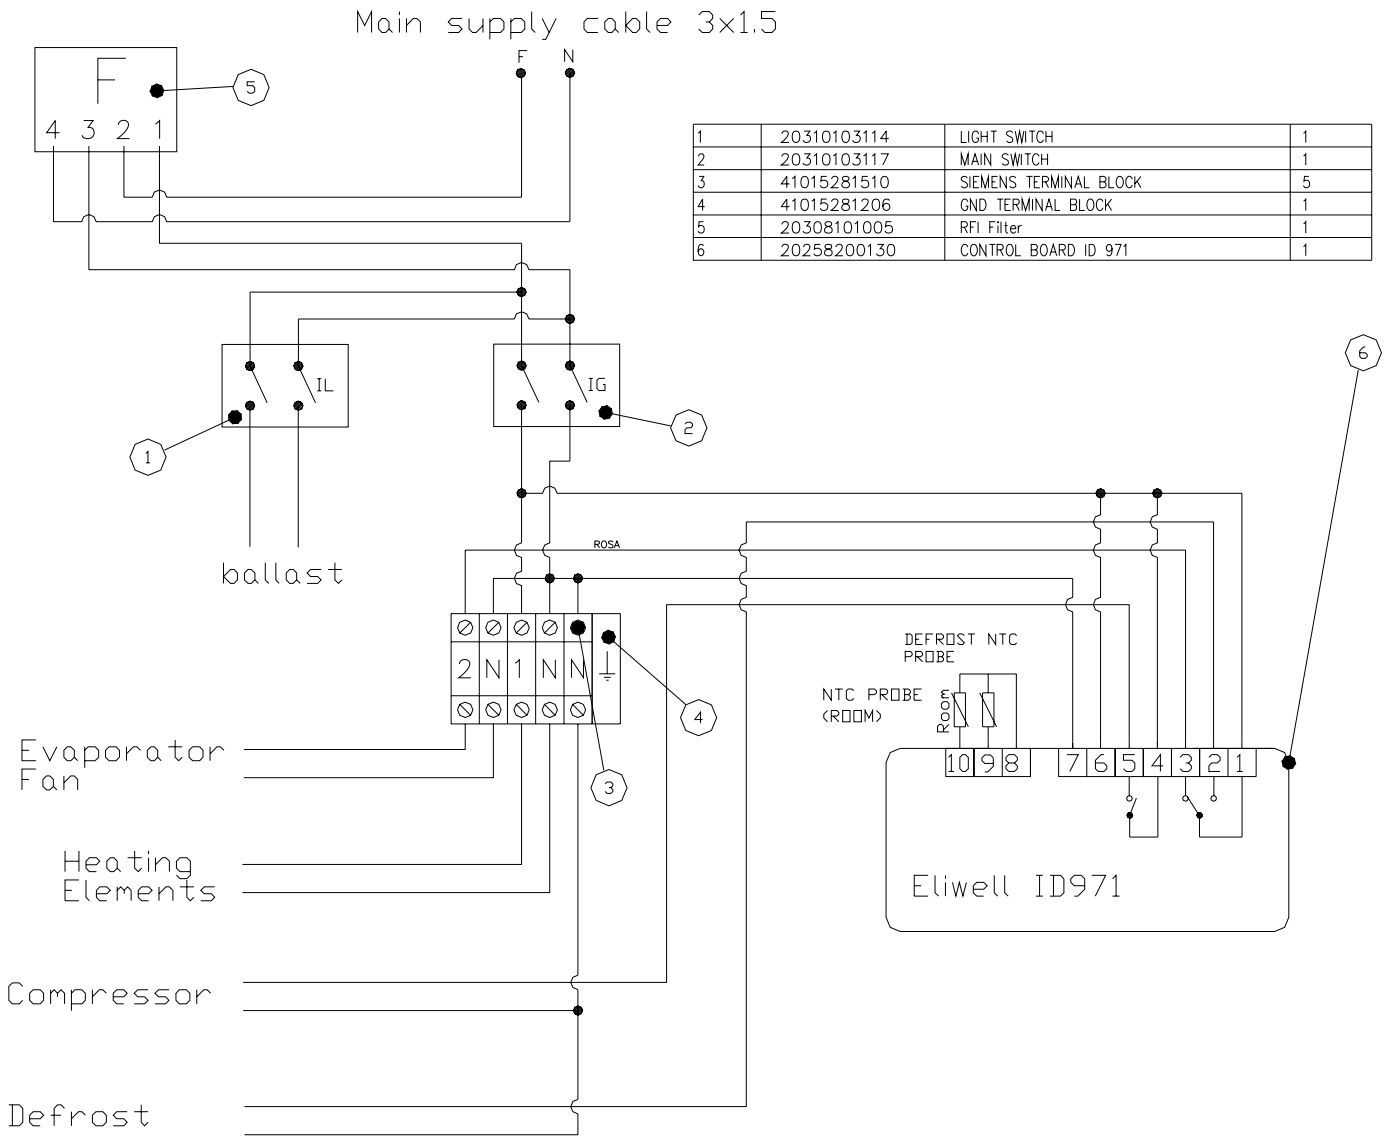 Main supply cable 3x1.5
F N
F
5
4 3 2 1
1 20310103114 LIGHT SWITCH 1
2 20310103117 MAIN SWITCH 1
3 41015281510 SIEMENS TERMINAL BLOCK 5
4 41015281206 GND TERMINAL BLOCK 1
5 20308101005 RFI Filter 1
6 20258200130 CONTROL BOARD ID 971 1
6
IL
IG
1
2
ballast
ROSA
2 N 1 N N
4
3
DEFROST NTC
PROBE
NTC PROBE
(ROOM)
Room
10 9 8 7 6 5 4 3 2 1
Eliwell ID971
Evaporator
Fan
Heating
Elements
Compressor
Defrost